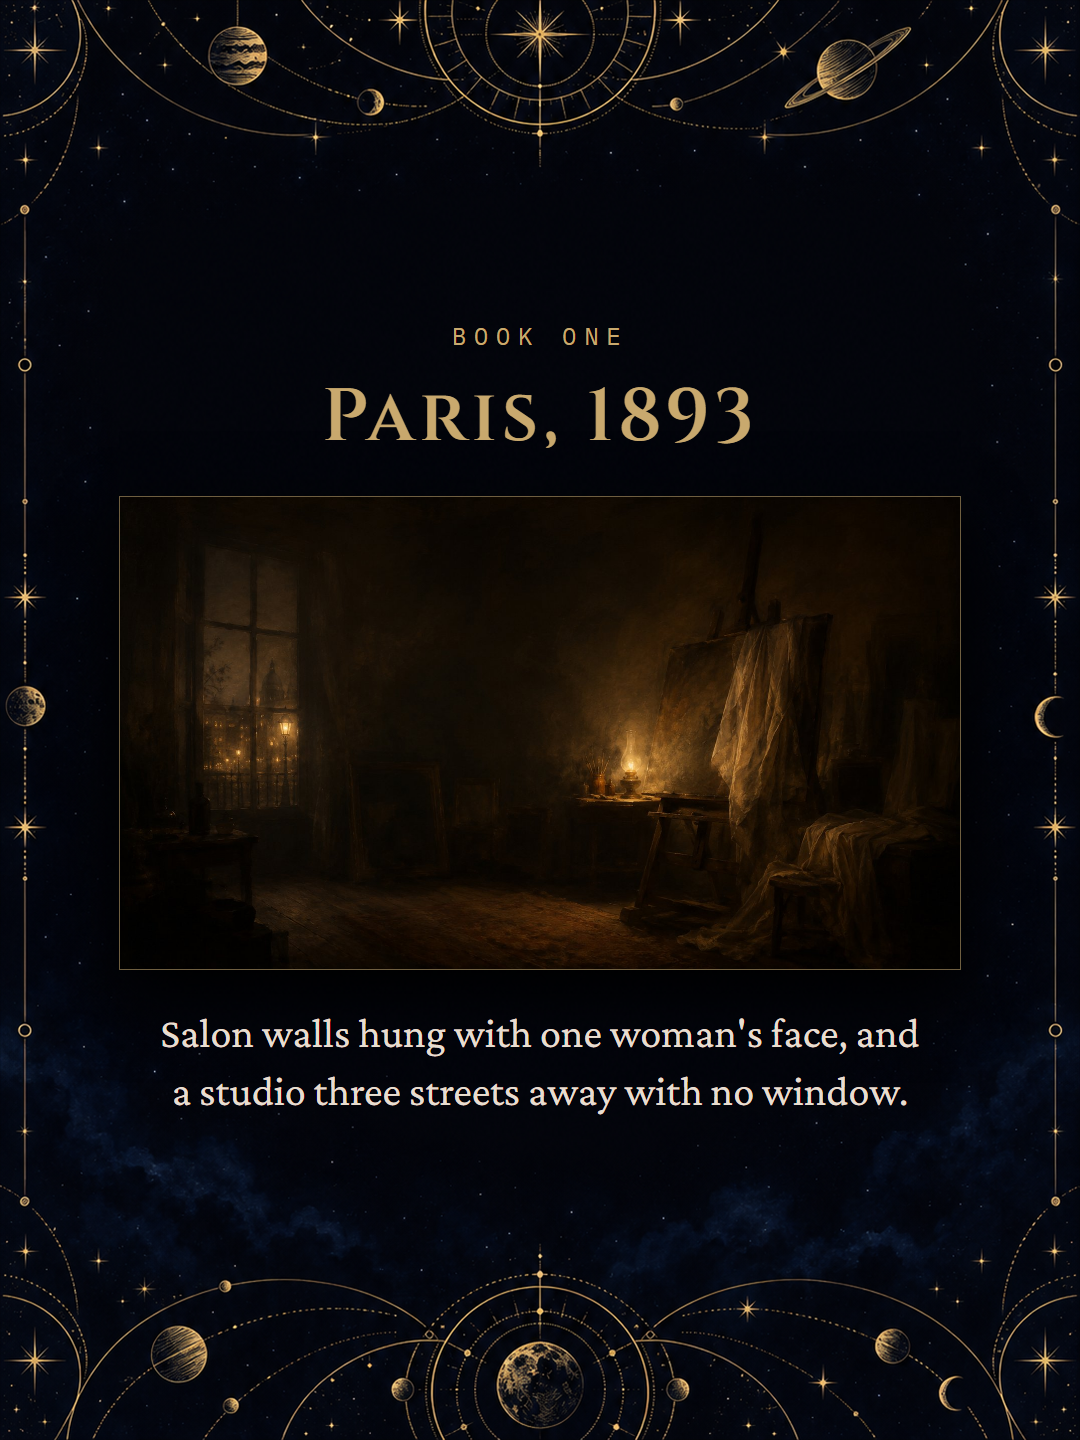 BOOK ONE
PARIS, 1893
Salon walls hung with one woman's face, and
a studio three streets away with no window.